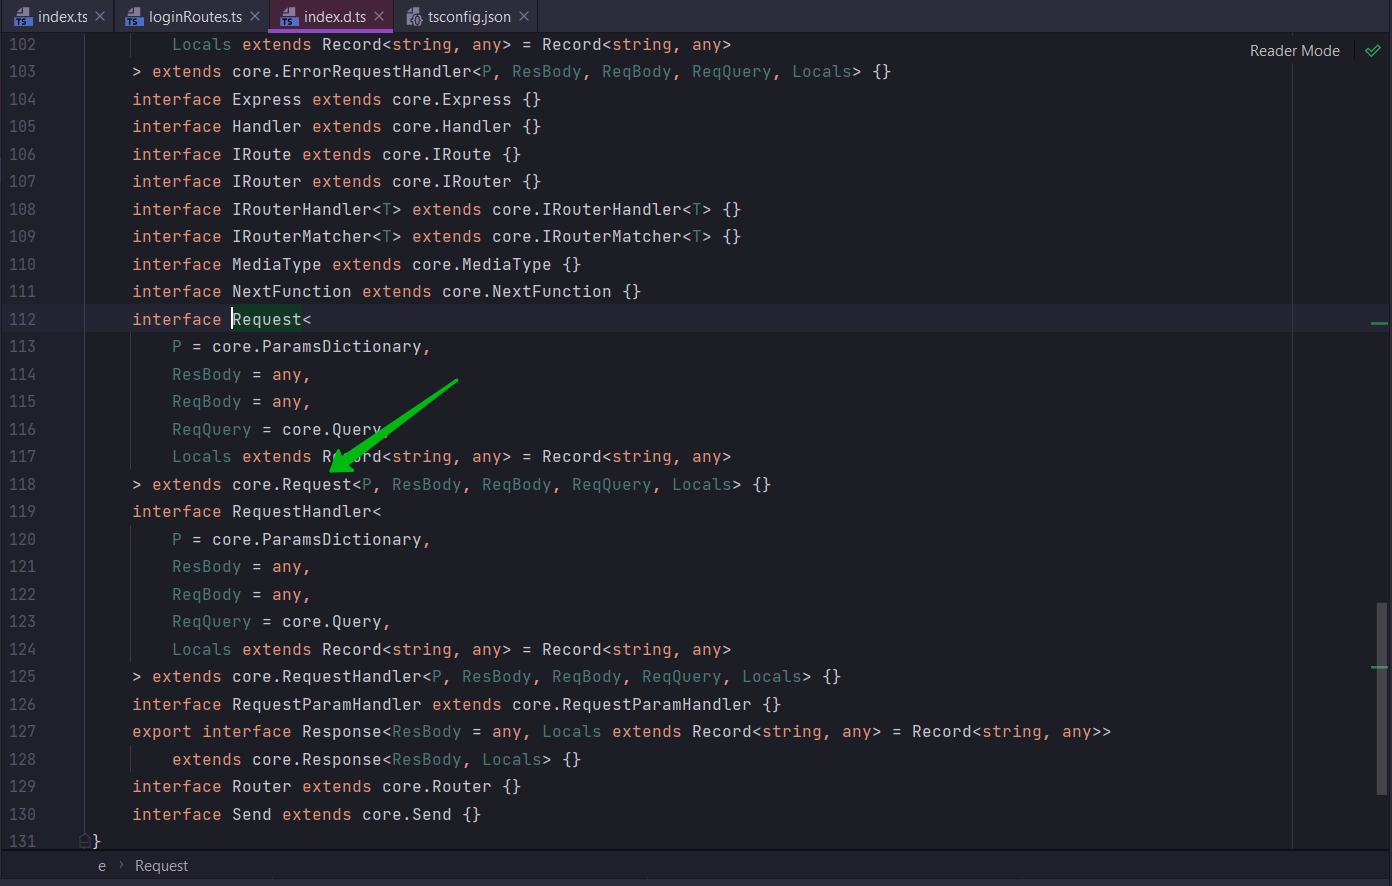 index.ts loginRoutes.ts index.d.ts tsconfig.json
Reader Mode
102 Locals extends Record<string, any> = Record<string, any>
103 > extends core.ErrorRequestHandler<P, ResBody, ReqBody, ReqQuery, Locals> {}
104 interface Express extends core.Express {}
105 interface Handler extends core.Handler {}
106 interface IRoute extends core.IRoute {}
107 interface IRouter extends core.IRouter {}
108 interface IRouterHandler<T> extends core.IRouterHandler<T> {}
109 interface IRouterMatcher<T> extends core.IRouterMatcher<T> {}
110 interface MediaType extends core.MediaType {}
111 interface NextFunction extends core.NextFunction {}
112 interface Request<
113 P = core.ParamsDictionary,
114 ResBody = any,
115 ReqBody = any,
116 ReqQuery = core.Query,
117 Locals extends Record<string, any> = Record<string, any>
118 > extends core.Request<P, ResBody, ReqBody, ReqQuery, Locals> {}
119 interface RequestHandler<
120 P = core.ParamsDictionary,
121 ResBody = any,
122 ReqBody = any,
123 ReqQuery = core.Query,
124 Locals extends Record<string, any> = Record<string, any>
125 > extends core.RequestHandler<P, ResBody, ReqBody, ReqQuery, Locals> {}
126 interface RequestParamHandler extends core.RequestParamHandler {}
127 export interface Response<ResBody = any, Locals extends Record<string, any> = Record<string, any>>
128 extends core.Response<ResBody, Locals> {}
129 interface Router extends core.Router {}
130 interface Send extends core.Send {}
131 }
e › Request